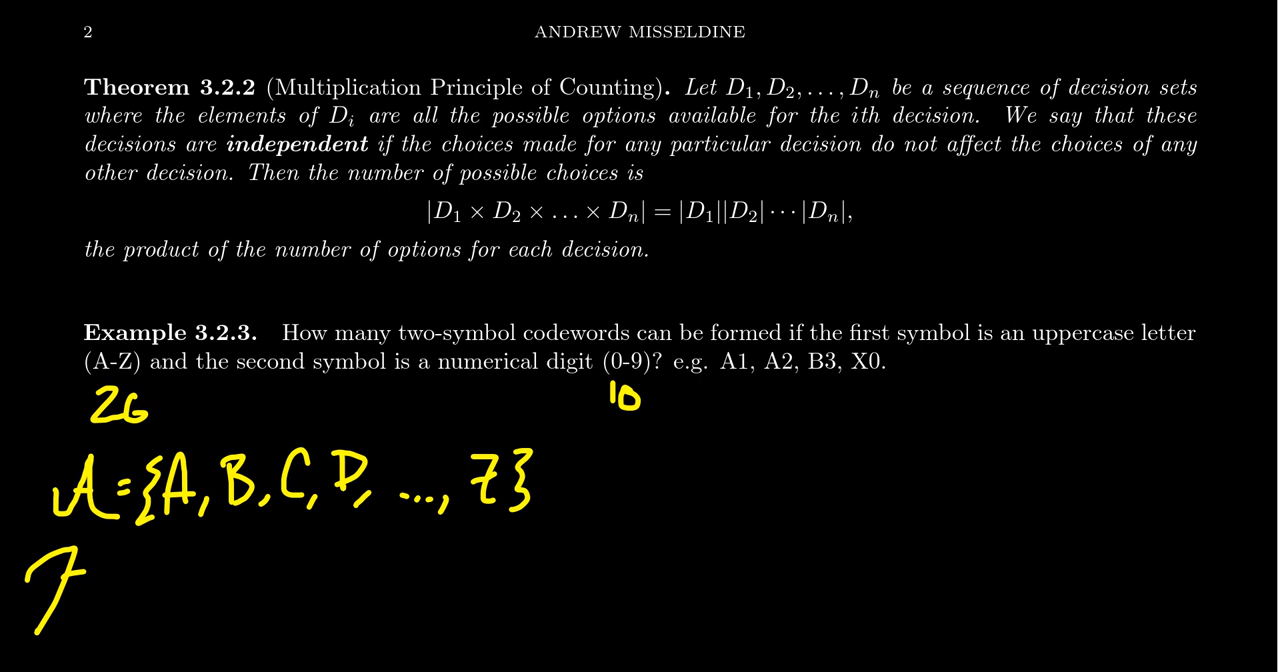 2 ANDREW MISSELDINE
Theorem 3.2.2 (Multiplication Principle of Counting). Let D₁, D₂, . . . , Dₙ be a sequence of decision sets
where the elements of Dᵢ are all the possible options available for the ith decision. We say that these
decisions are independent if the choices made for any particular decision do not affect the choices of any
other decision. Then the number of possible choices is
|D₁ × D₂ × . . . × Dₙ| = |D₁||D₂| · · · |Dₙ|,
the product of the number of options for each decision.
Example 3.2.3. How many two-symbol codewords can be formed if the first symbol is an uppercase letter
(A-Z) and the second symbol is a numerical digit (0-9)? e.g. A1, A2, B3, X0.
26 10
A = {A, B, C, D, ..., Z}